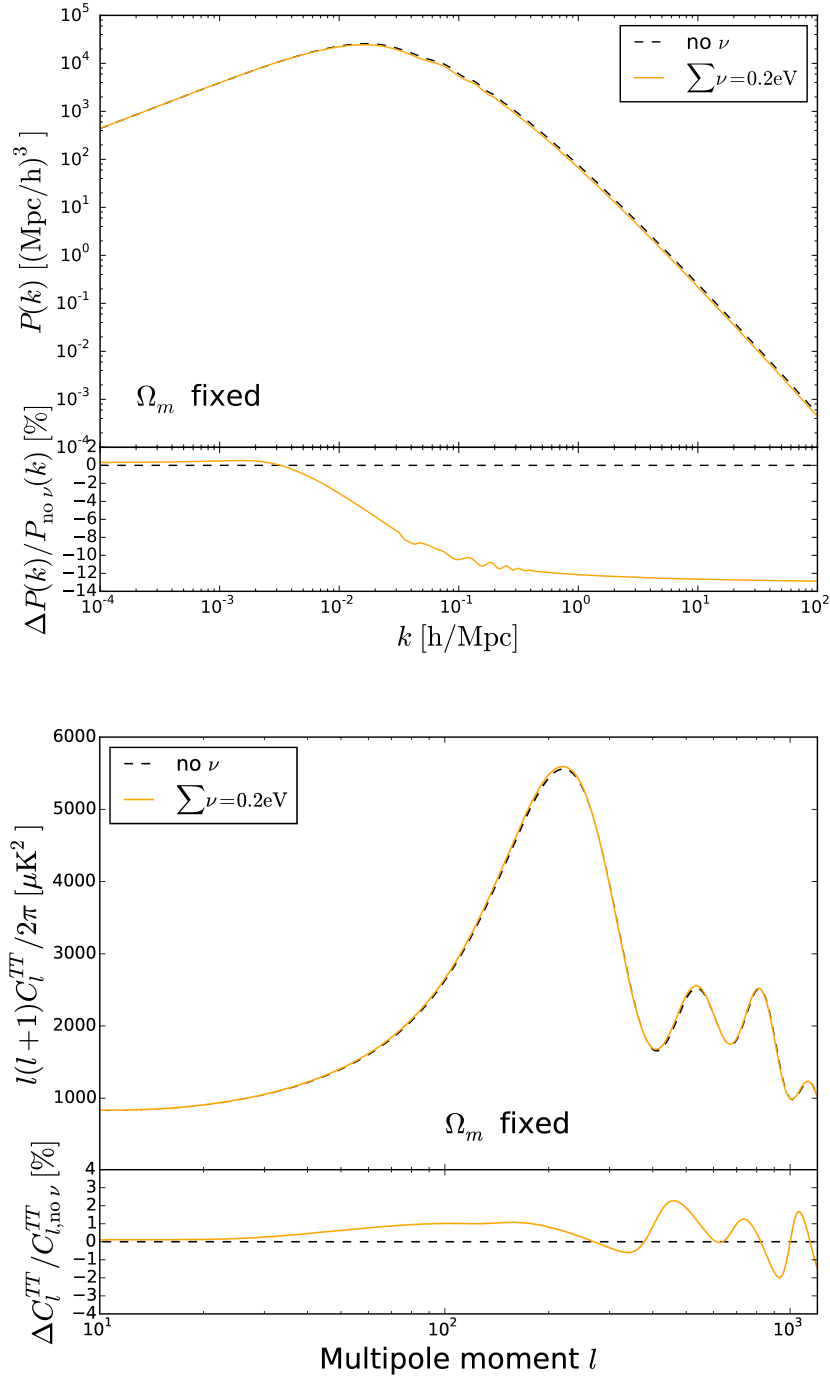 10^5
10^4
10^3
10^2
10^1
10^0
10^-1
10^-2
10^-3
10^-4
P(k) [(Mpc/h)^3 ]
no ν
∑ν=0.2eV
Ω_m fixed
2
0
−2
−4
−6
−8
−10
−12
−14
ΔP(k)/P_no ν(k) [%]
10^-4 10^-3 10^-2 10^-1 10^0 10^1 10^2
k [h/Mpc]
6000
5000
4000
3000
2000
1000
l(l+1)C_l^TT/2π [μK^2 ]
no ν
∑ν=0.2eV
Ω_m fixed
4
3
2
1
0
−1
−2
−3
−4
ΔC_l^TT/C_l,no ν^TT [%]
10^1 10^2 10^3
Multipole moment l